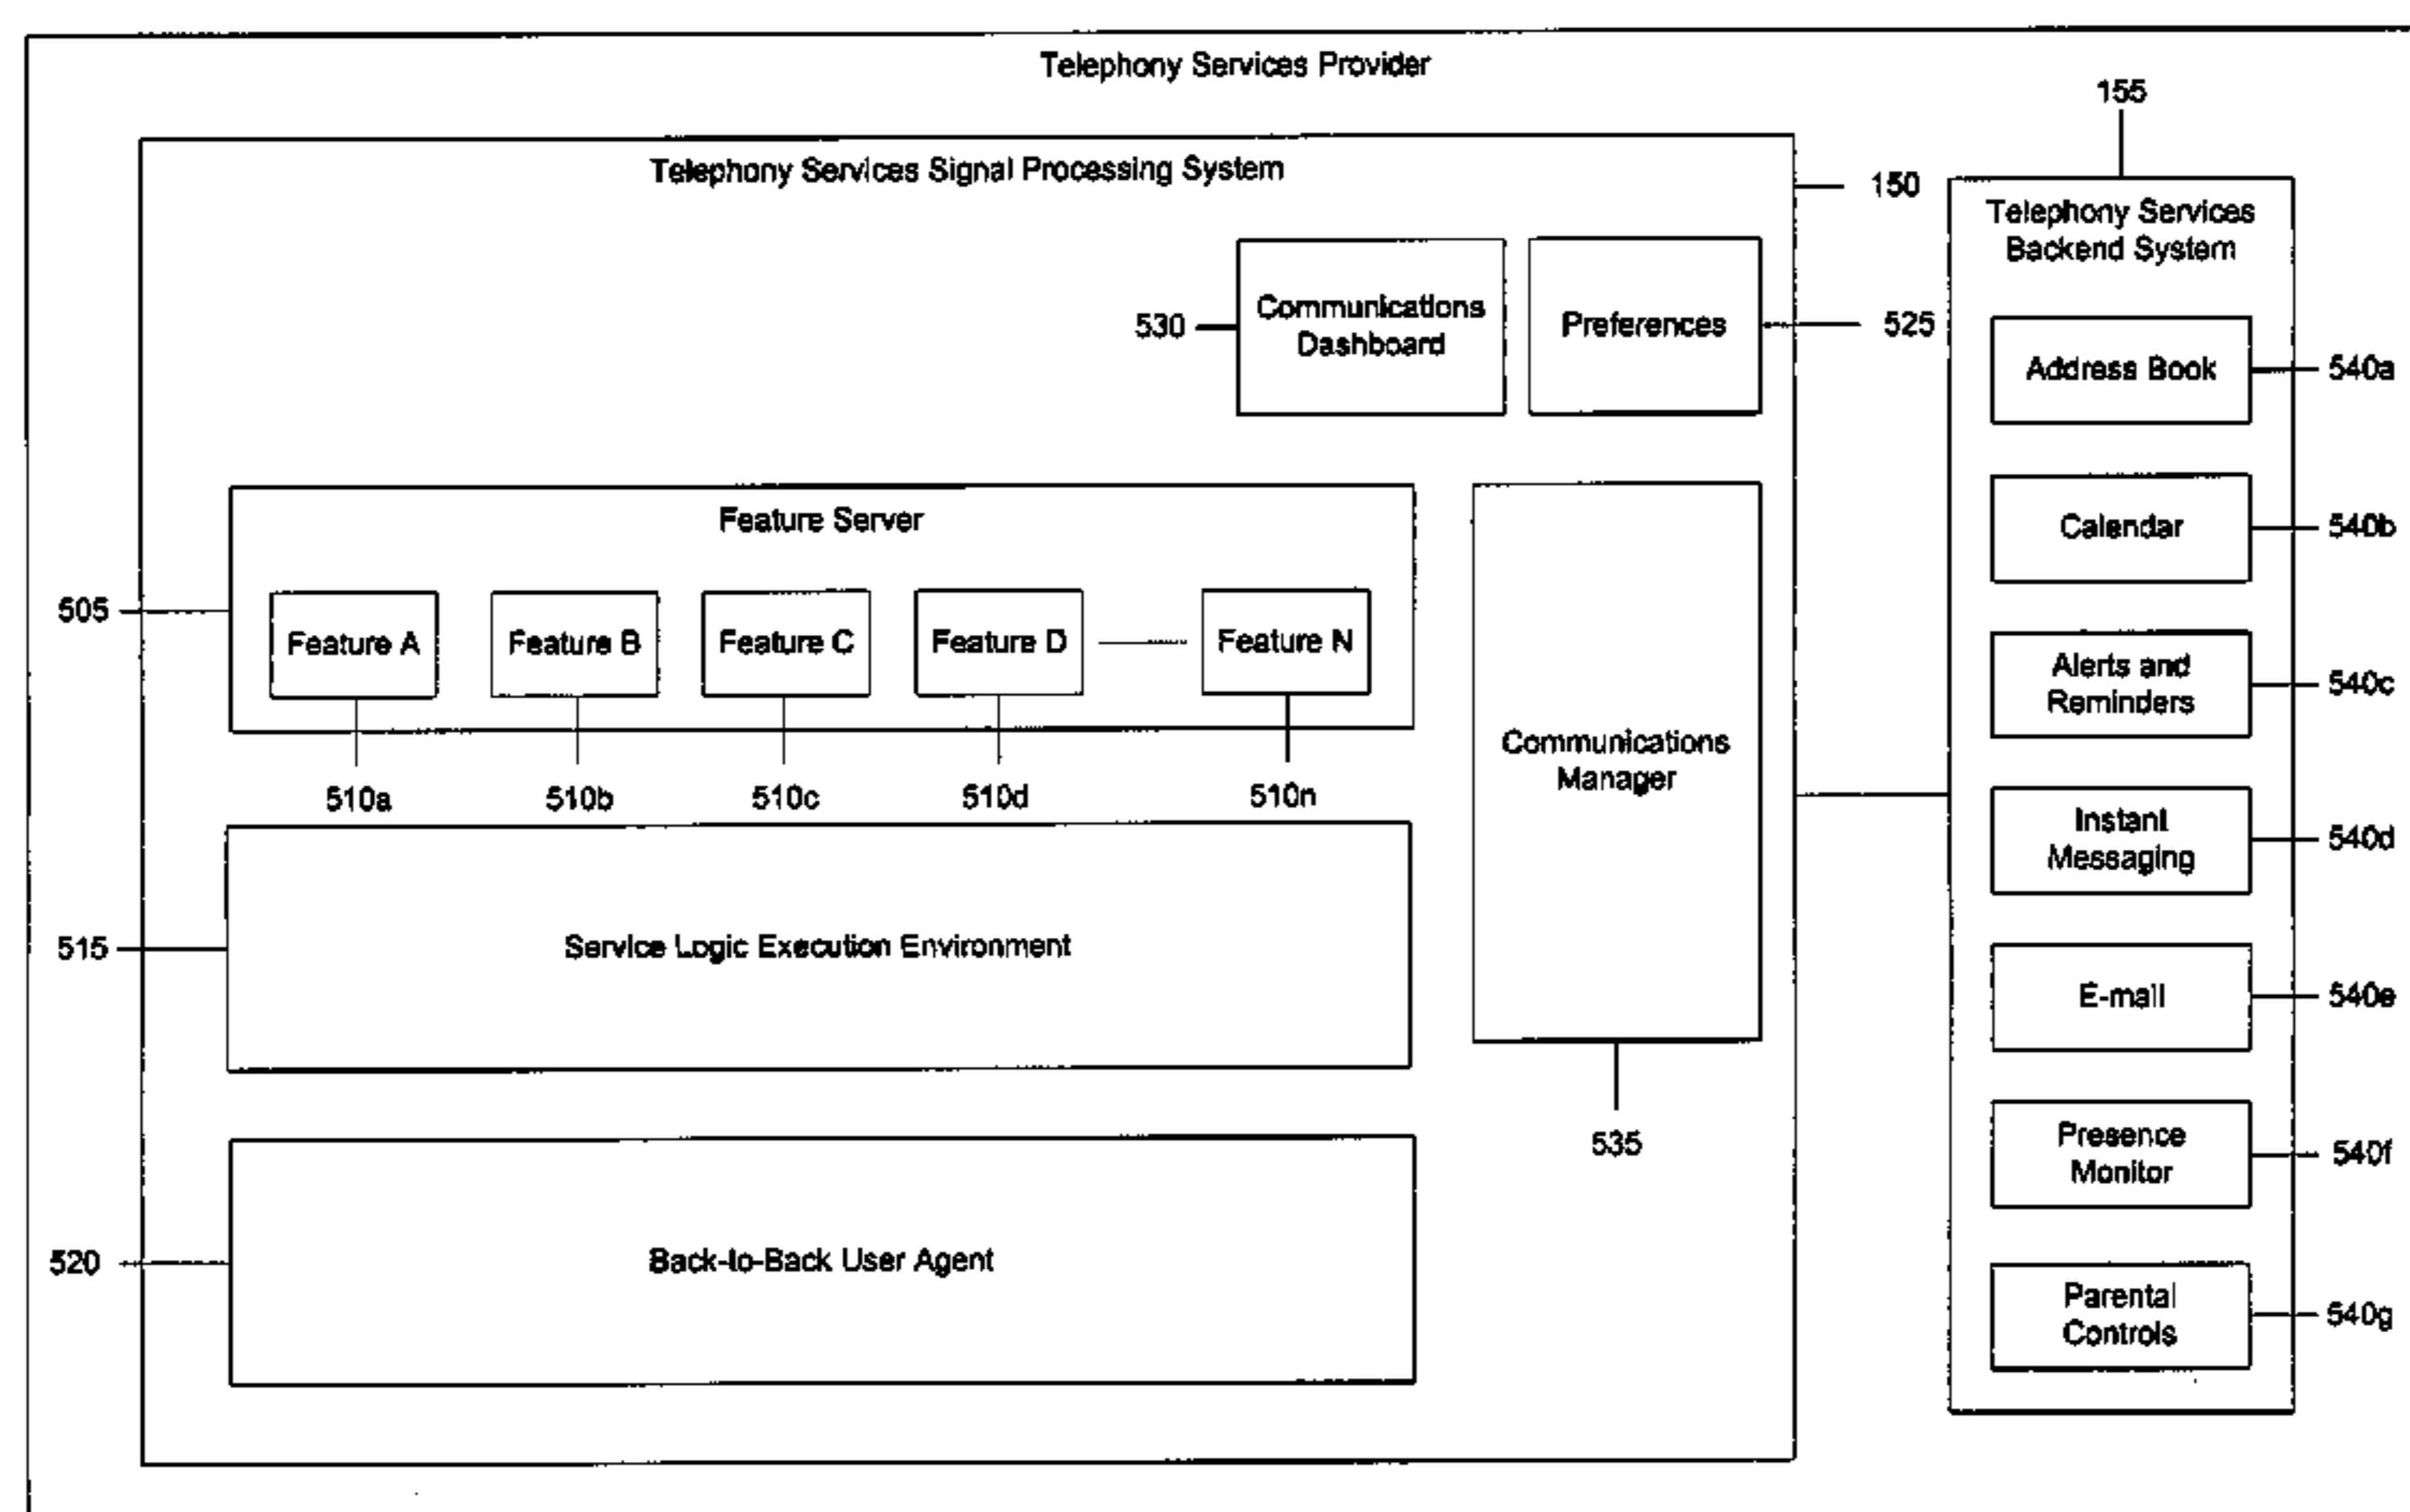 Telephony Services Provider
155
Telephony Services Signal Processing System
150
Telephony Services
Backend System
530
Communications
Dashboard
Preferences
525
Address Book
540a
Feature Server
Calendar
540b
505
Feature A
Feature B
Feature C
Feature D
Feature N
Alerts and
Reminders
540c
510a
510b
510c
510d
510n
Communications
Manager
Instant
Messaging
540d
515
Service Logic Execution Environment
E-mail
540e
535
Presence
Monitor
540f
520
Back-to-Back User Agent
Parental
Controls
540g